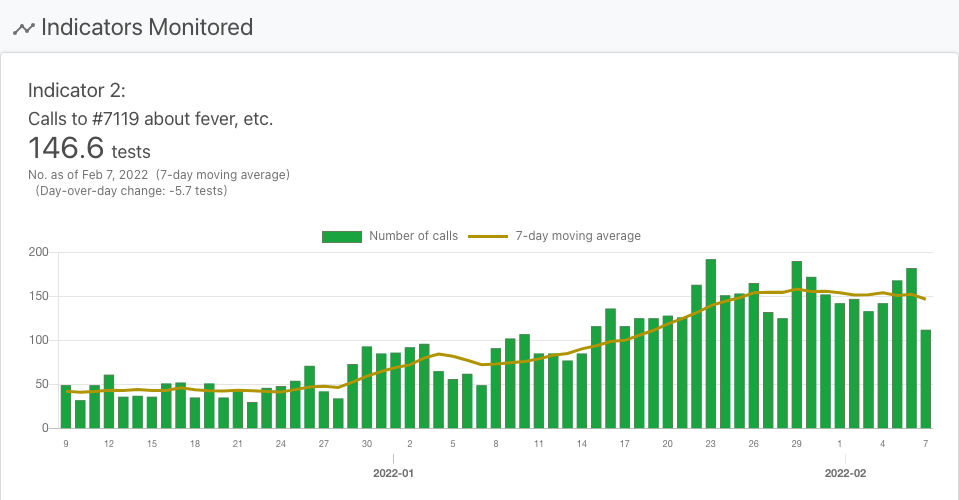 Indicators Monitored
Indicator 2:
Calls to #7119 about fever, etc.
146.6 tests
No. as of Feb 7, 2022 (7-day moving average)
(Day-over-day change: -5.7 tests)
Number of calls 7-day moving average
200
150
100
50
0
9 12 15 18 21 24 27 30 2 5 8 11 14 17 20 23 26 29 1 4 7
2022-01 2022-02